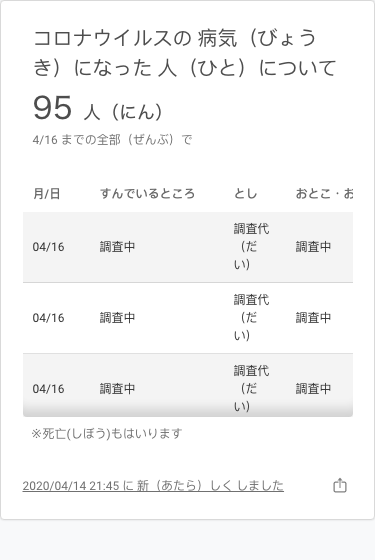 コロナウイルスの 病気（びょう
き）になった 人（ひと）について
95 人（にん）
4/16 までの全部（ぜんぶ）で
月/日 すんでいるところ とし おとこ・お
04/16 調査中 調査代（だい） 調査中
04/16 調査中 調査代（だい） 調査中
04/16 調査中 調査代（だい） 調査中
※死亡(しぼう)もはいります
2020/04/14 21:45 に 新（あたら）しく しました